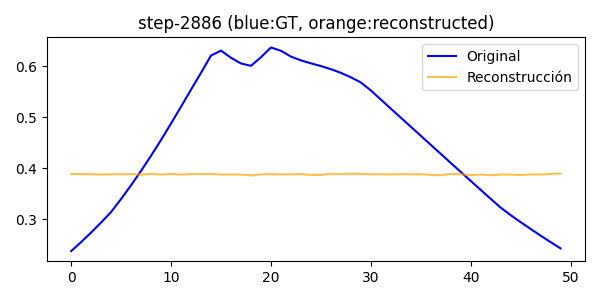 step-2886 (blue:GT, orange:reconstructed)
Original
Reconstrucción
0.6
0.5
0.4
0.3
0 10 20 30 40 50